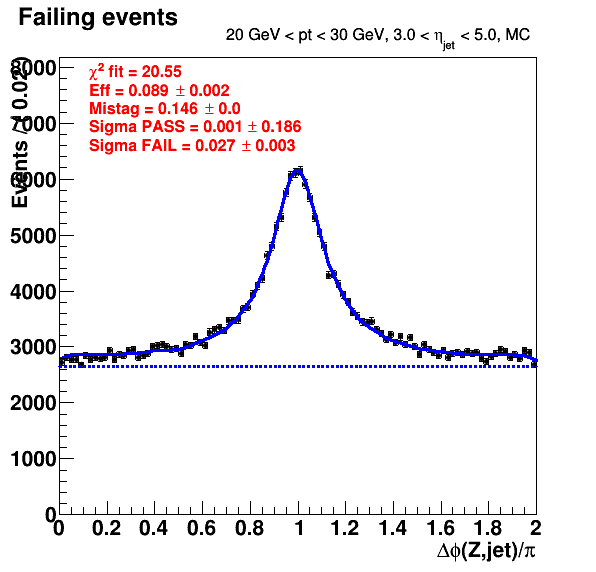 Failing events
20 GeV < pt < 30 GeV, 3.0 < η_jet < 5.0, MC
χ² fit = 20.55
Eff = 0.089 ± 0.002
Mistag = 0.146 ± 0.0
Sigma PASS = 0.001 ± 0.186
Sigma FAIL = 0.027 ± 0.003
Events / ( 0.02 )
8000
7000
6000
5000
4000
3000
2000
1000
0
0 0.2 0.4 0.6 0.8 1 1.2 1.4 1.6 1.8 2
Δϕ(Z,jet)/π